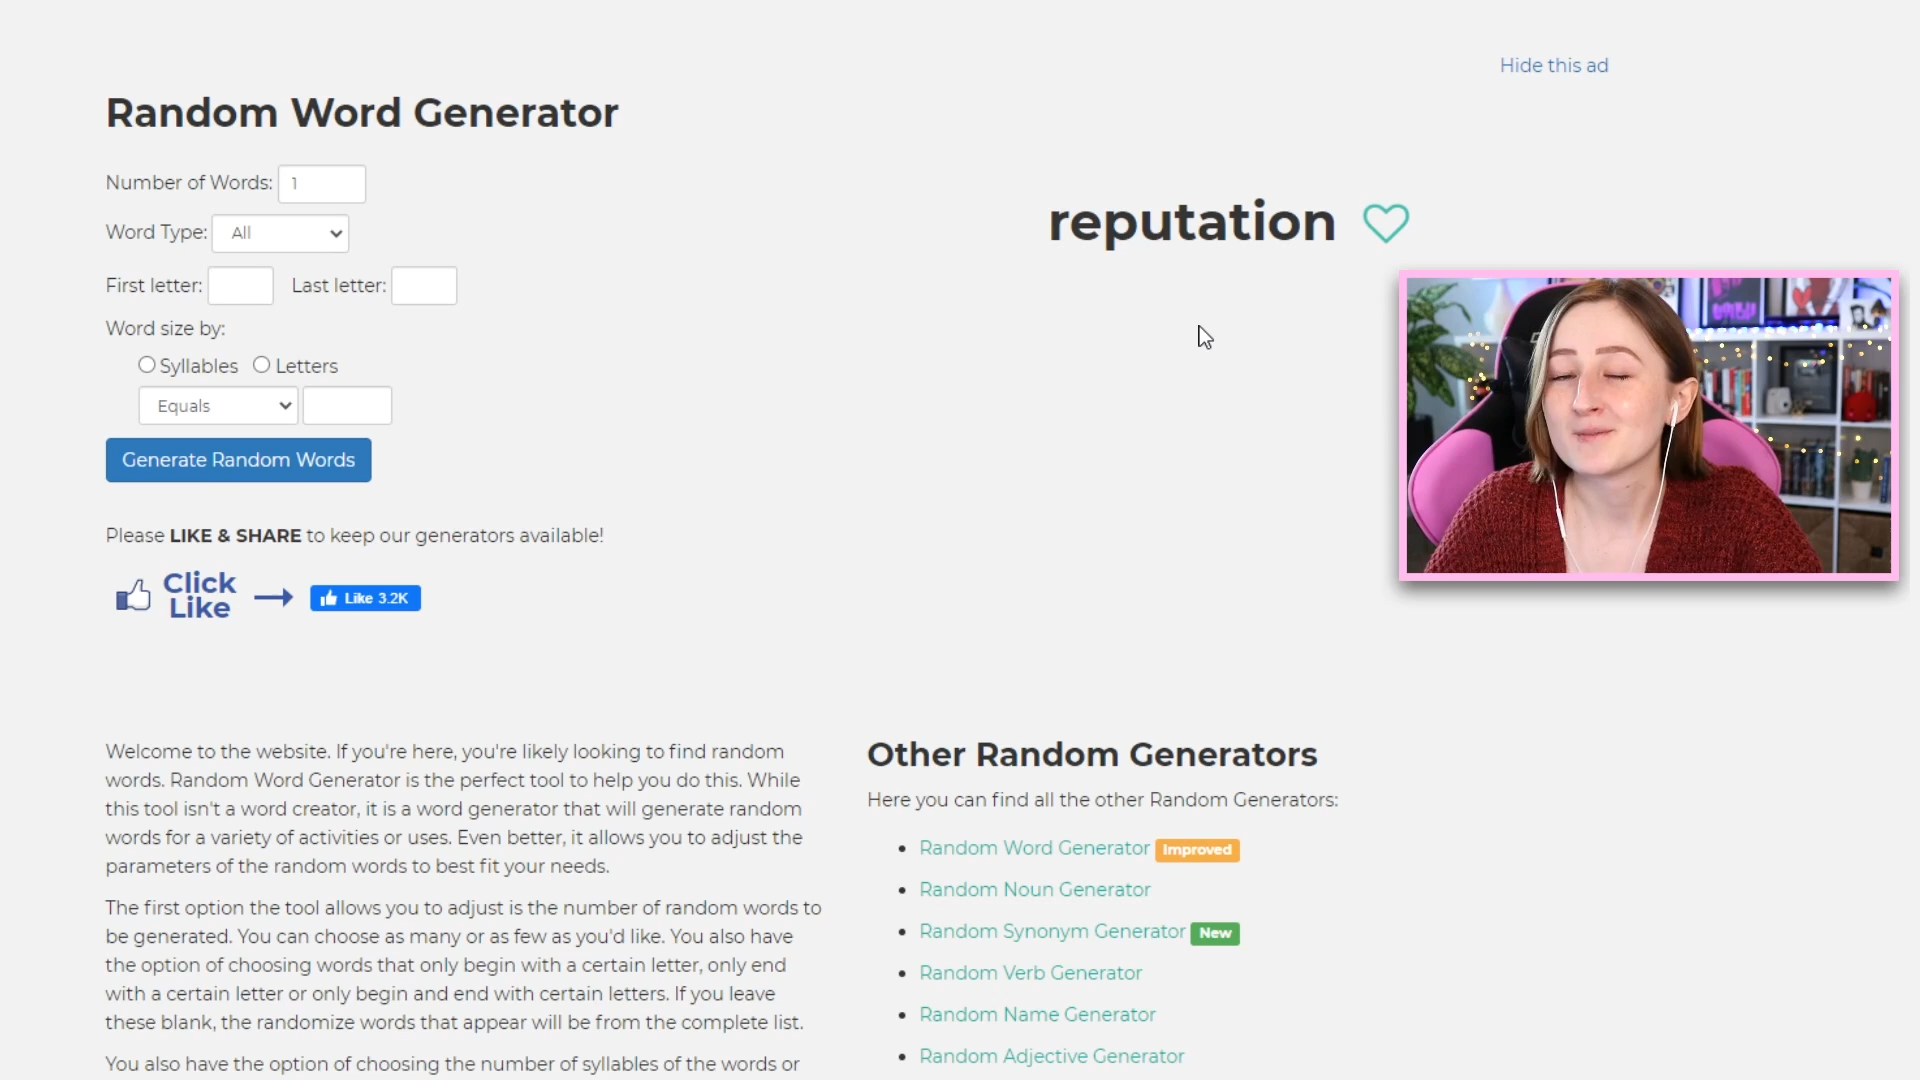 Hide this ad
Random Word Generator
Number of Words: 1
Word Type: All
First letter: Last letter:
Word size by:
Syllables Letters
Equals
Generate Random Words
reputation
Please LIKE & SHARE to keep our generators available!
Click
Like
Like 3.2K
Welcome to the website. If you're here, you're likely looking to find random
words. Random Word Generator is the perfect tool to help you do this. While
this tool isn't a word creator, it is a word generator that will generate random
words for a variety of activities or uses. Even better, it allows you to adjust the
parameters of the random words to best fit your needs.
The first option the tool allows you to adjust is the number of random words to
be generated. You can choose as many or as few as you'd like. You also have
the option of choosing words that only begin with a certain letter, only end
with a certain letter or only begin and end with certain letters. If you leave
these blank, the randomize words that appear will be from the complete list.
You also have the option of choosing the number of syllables of the words or
Other Random Generators
Here you can find all the other Random Generators:
Random Word Generator Improved
Random Noun Generator
Random Synonym Generator New
Random Verb Generator
Random Name Generator
Random Adjective Generator